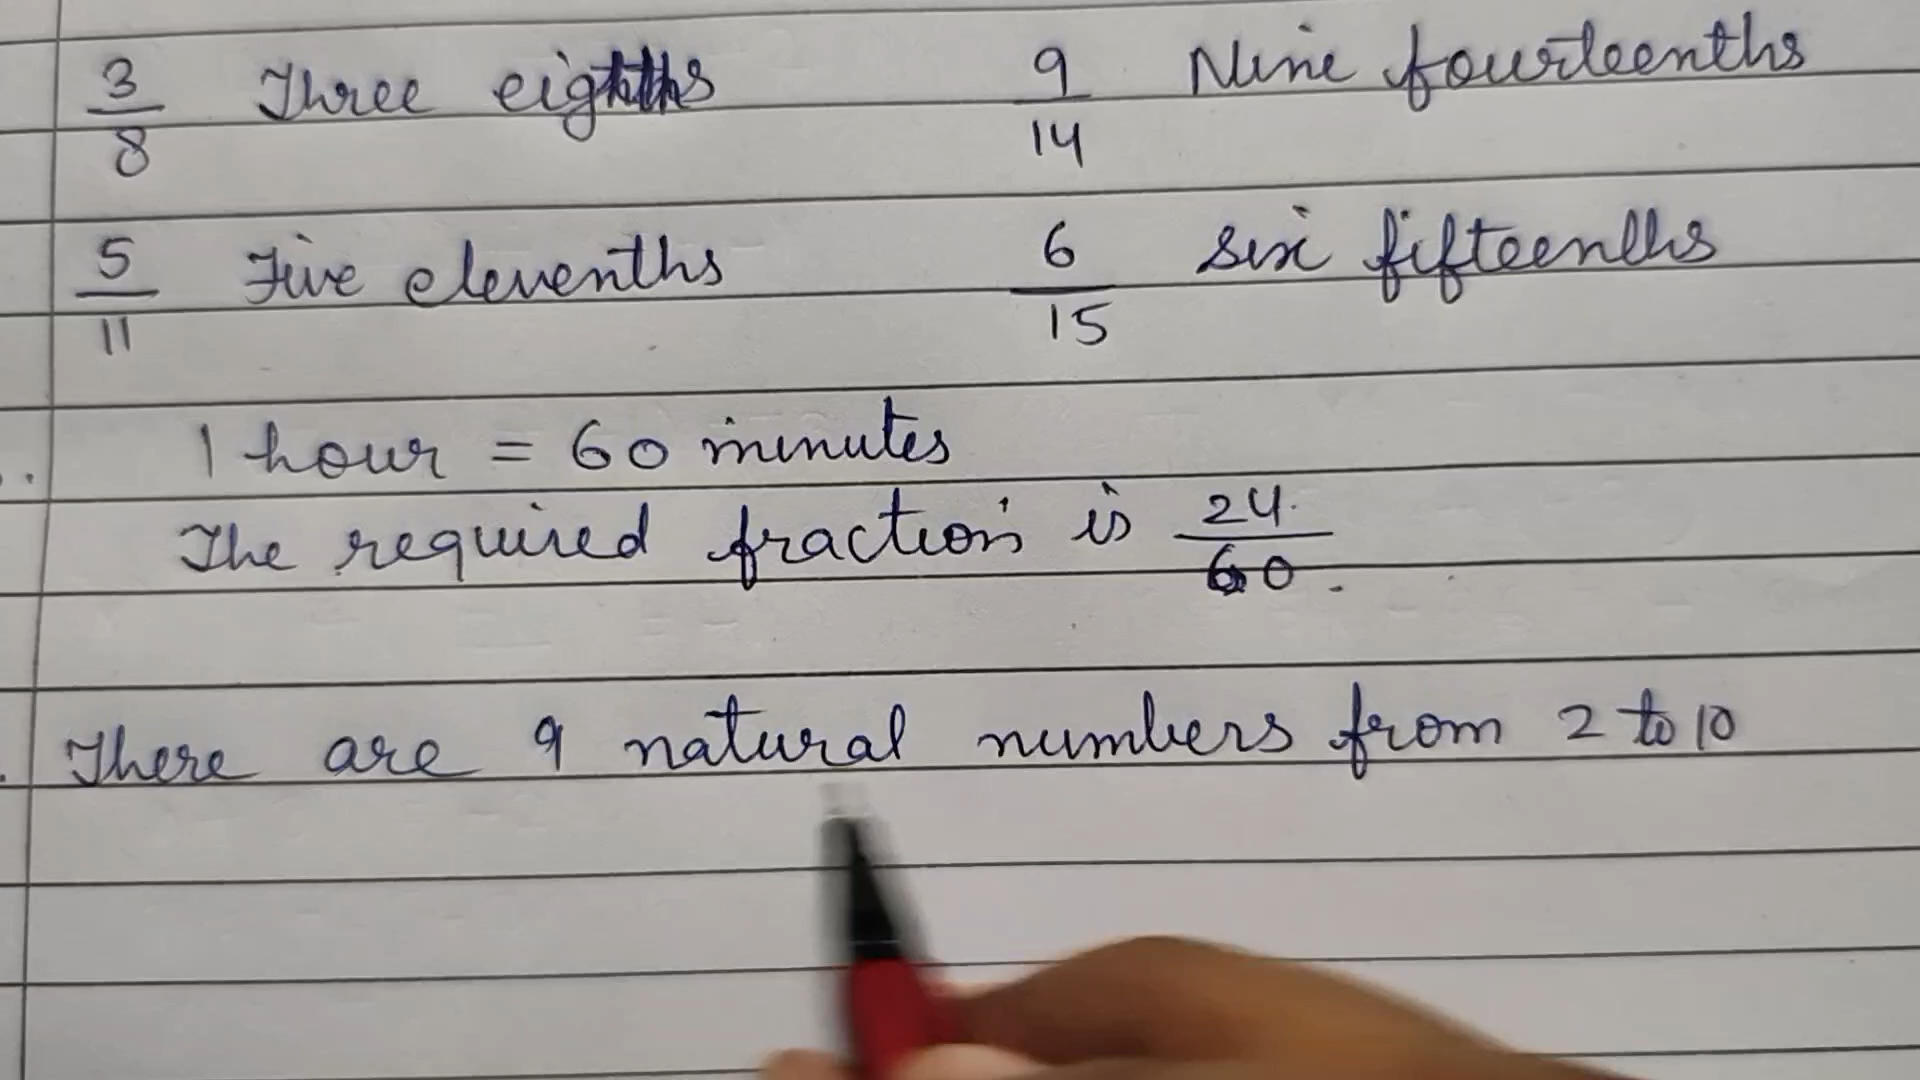 3/8 Three eighths 9/14 Nine fourteenths
5/11 Five elevenths 6/15 six fifteenths
1 hour = 60 minutes
The required fraction is 24/60.
There are 9 natural numbers from 2 to 10